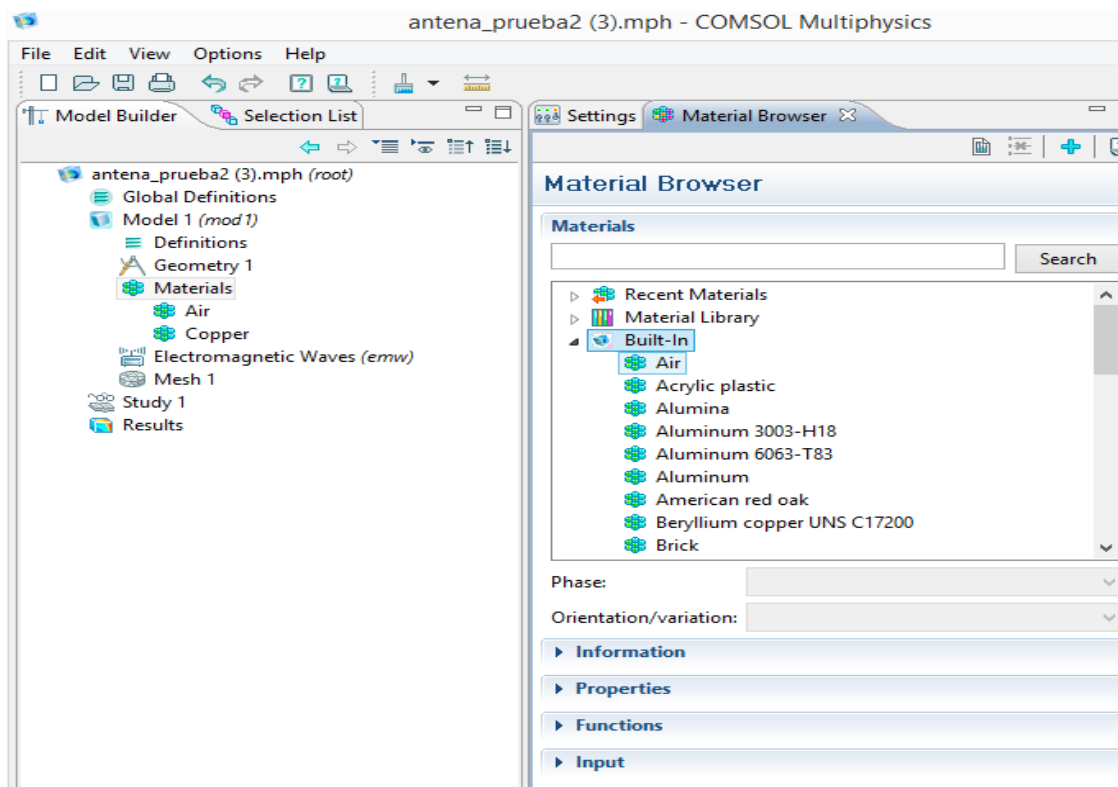 antena_prueba2 (3).mph - COMSOL Multiphysics
File Edit View Options Help
Model Builder Selection List
antena_prueba2 (3).mph (root)
Global Definitions
Model 1 (mod1)
Definitions
Geometry 1
Materials
Air
Copper
Electromagnetic Waves (emw)
Mesh 1
Study 1
Results
Settings Material Browser
Material Browser
Materials
Search
Recent Materials
Material Library
Built-In
Air
Acrylic plastic
Alumina
Aluminum 3003-H18
Aluminum 6063-T83
Aluminum
American red oak
Beryllium copper UNS C17200
Brick
Phase:
Orientation/variation:
Information
Properties
Functions
Input